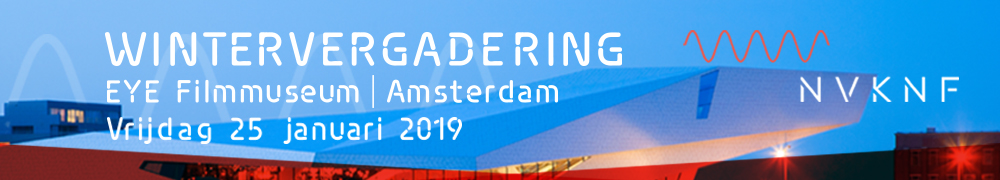 WINTERVERGADERING
EYE Filmmuseum | Amsterdam
Vrijdag 25 januari 2019
NVKNF